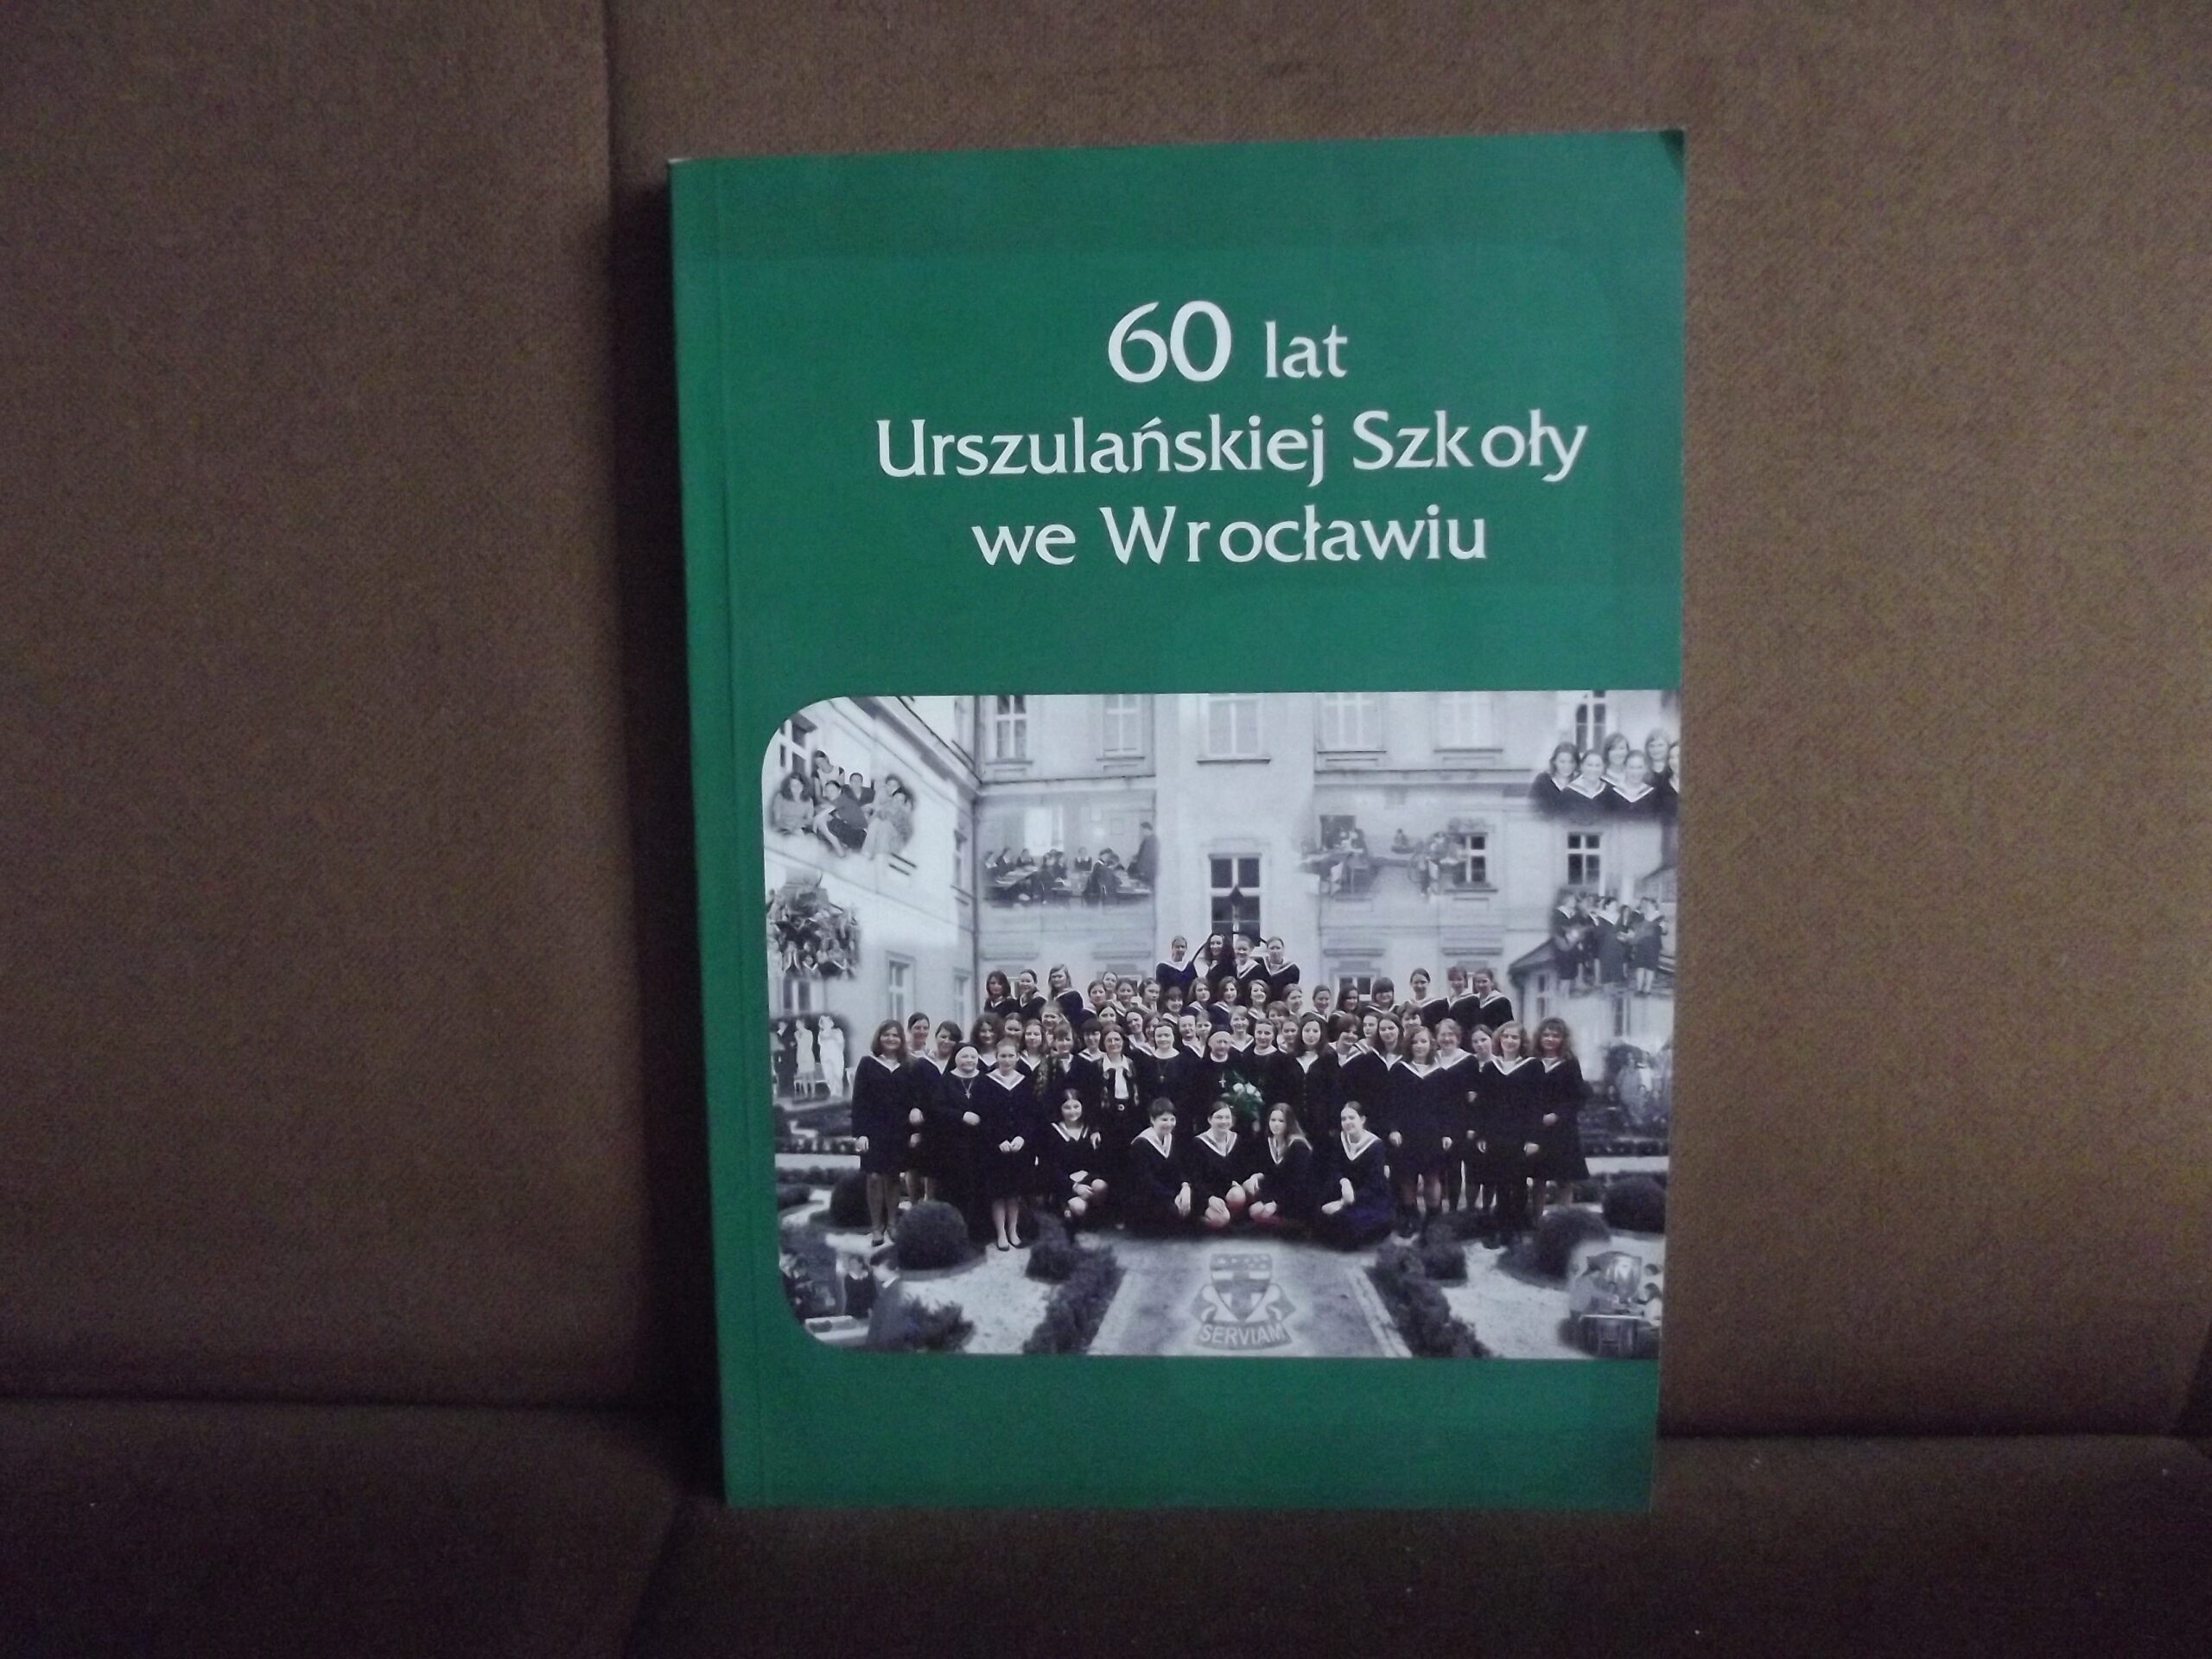 60 lat
Urszulańskiej Szkoły
we Wrocławiu
SERVIAM